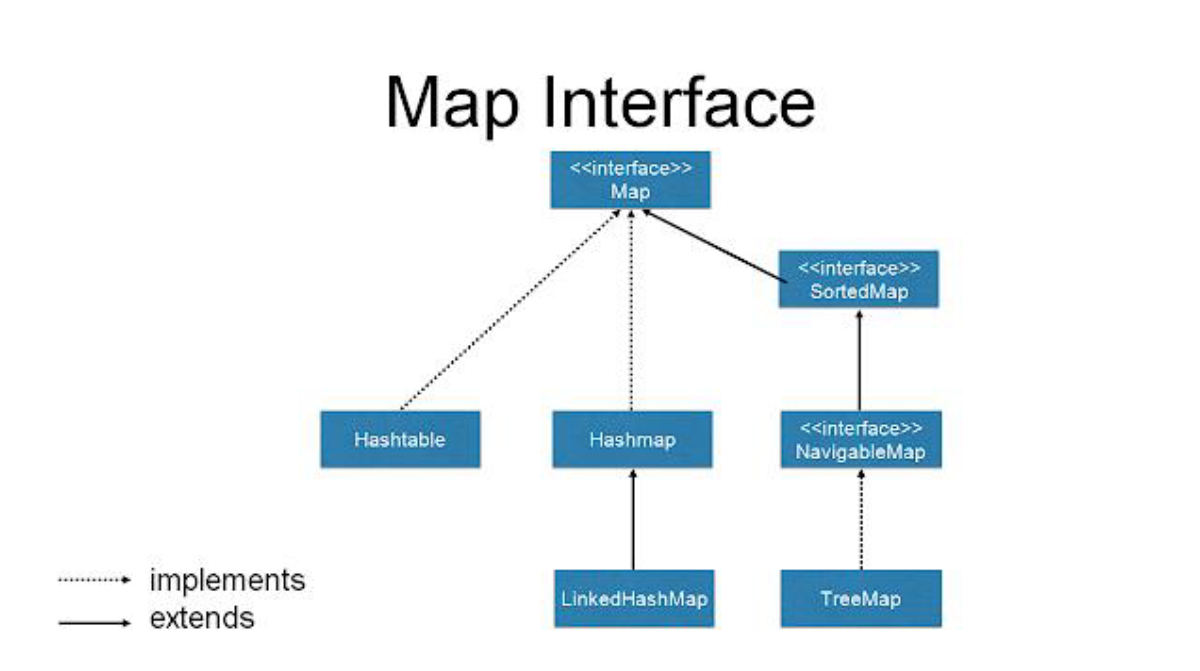 Map Interface
<<interface>>
Map
<<interface>>
SortedMap
Hashtable
Hashmap
<<interface>>
NavigableMap
LinkedHashMap
TreeMap
implements
extends